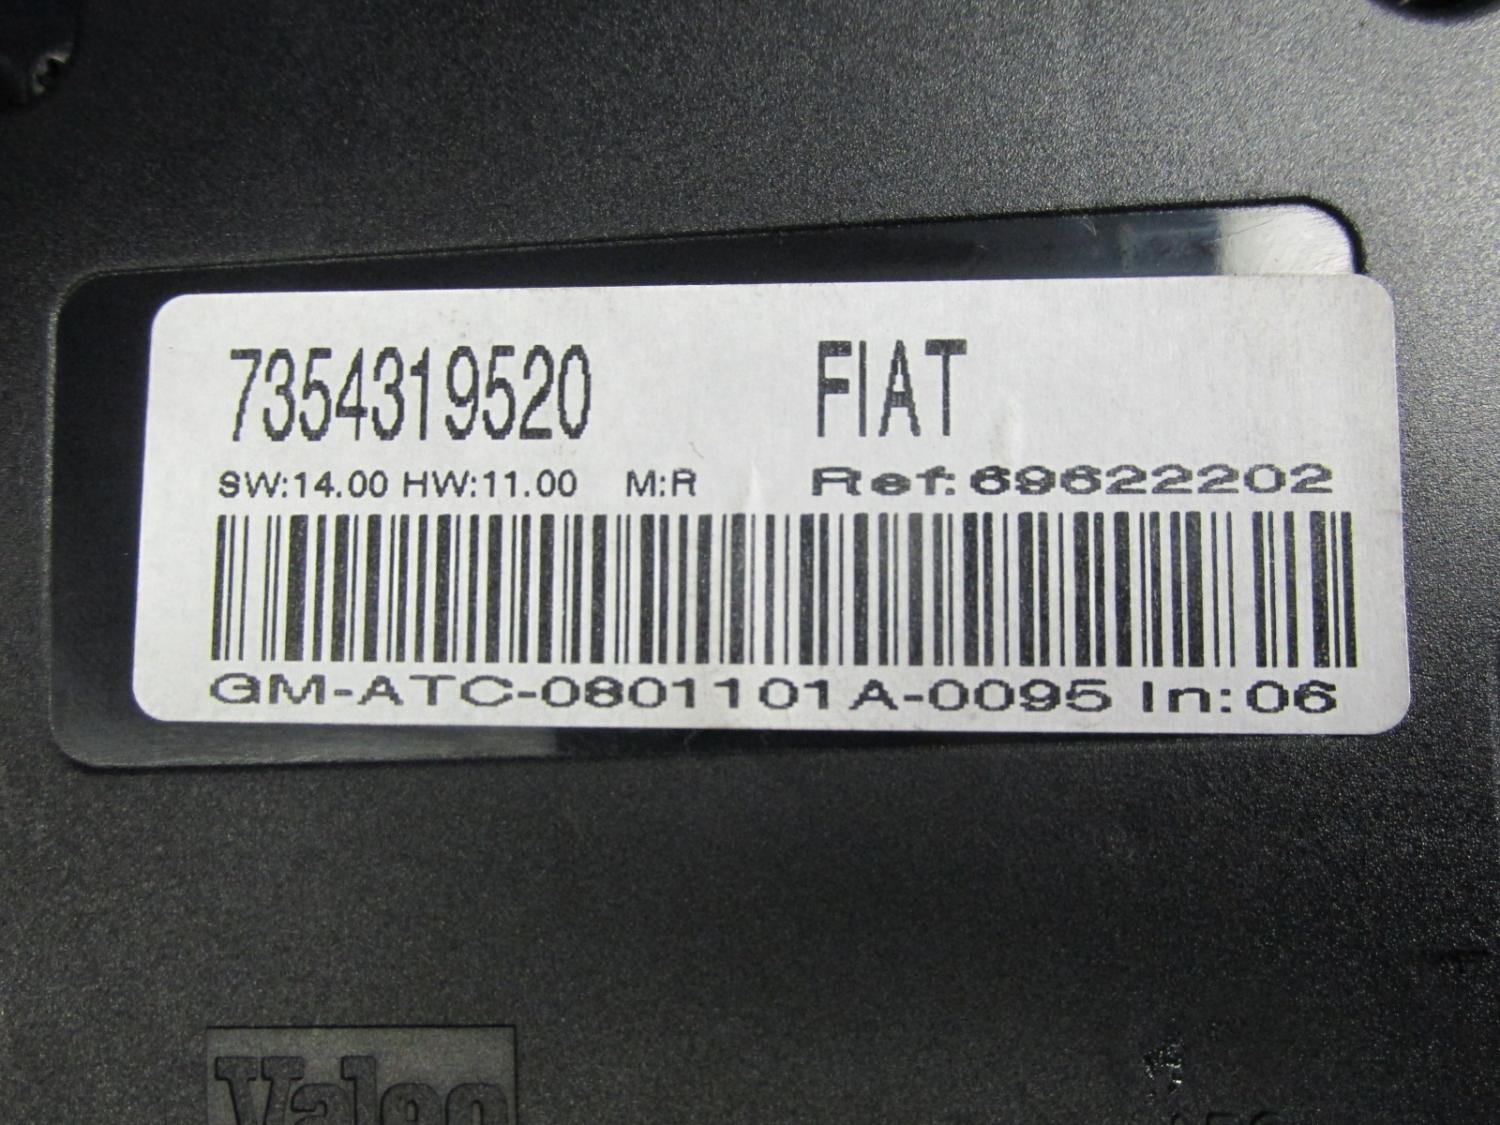 7354319520 FIAT
SW:14.00 HW:11.00 M:R Ref:69622202
GM-ATC-0801101A-0095 In:06
Valeo